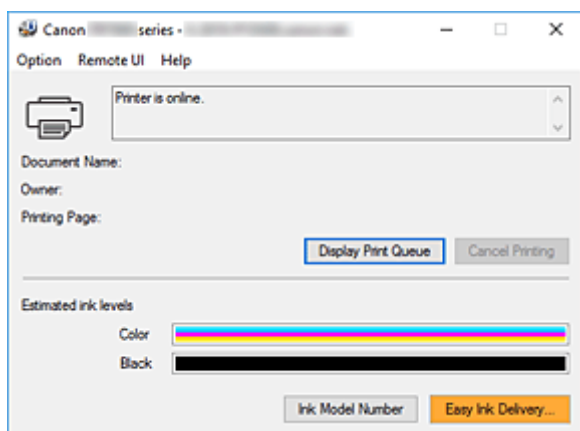 Canon series -
Option Remote UI Help
Printer is online.
Document Name:
Owner:
Printing Page:
Display Print Queue Cancel Printing
Estimated ink levels
Color
Black
Ink Model Number Easy Ink Delivery...